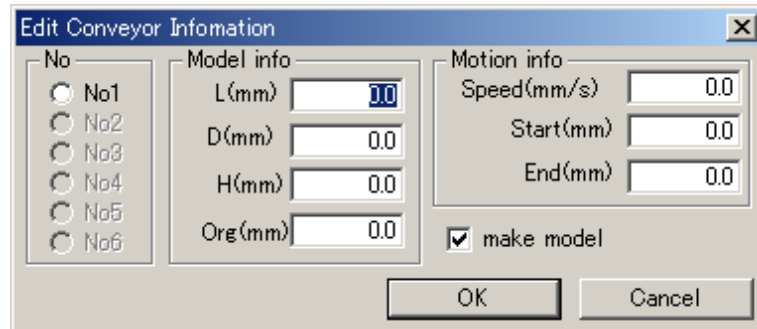 Edit Conveyor Infomation
No
No1
No2
No3
No4
No5
No6
Model info
L(mm) 0.0
D(mm) 0.0
H(mm) 0.0
Org(mm) 0.0
Motion info
Speed(mm/s) 0.0
Start(mm) 0.0
End(mm) 0.0
make model
OK
Cancel